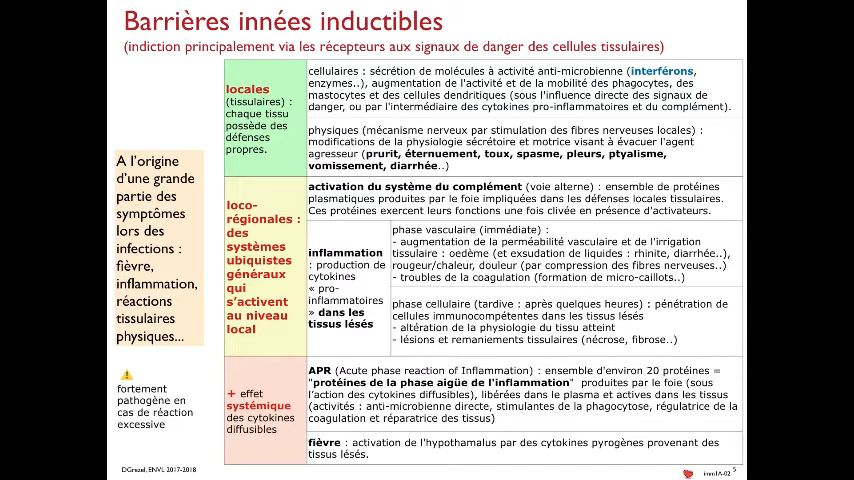 Barrières innées inductibles
(indiction principalement via les récepteurs aux signaux de danger des cellules tissulaires)
A l'origine
d'une grande
partie des
symptômes
lors des
infections :
fièvre,
inflammation,
réactions
tissulaires
physiques...
fortement
pathogène en
cas de réaction
excessive
locales
(tissulaires) :
chaque tissu
possède des
défenses
propres.
cellulaires : sécrétion de molécules à activité anti-microbienne (interférons,
enzymes..), augmentation de l'activité et de la mobilité des phagocytes, des
mastocytes et des cellules dendritiques (sous l'influence directe des signaux de
danger, ou par l'intermédiaire des cytokines pro-inflammatoires et du complément).
physiques (mécanisme nerveux par stimulation des fibres nerveuses locales) :
modifications de la physiologie sécrétoire et motrice visant à évacuer l'agent
agresseur (prurit, éternuement, toux, spasme, pleurs, ptyalisme,
vomissement, diarrhée..)
loco-
régionales :
des
systèmes
ubiquistes
généraux
qui
s'activent
au niveau
local
activation du système du complément (voie alterne) : ensemble de protéines
plasmatiques produites par le foie impliquées dans les défenses locales tissulaires.
Ces protéines exercent leurs fonctions une fois clivée en présence d'activateurs.
inflammation
: production de
cytokines
« pro-
inflammatoires
» dans les
tissus lésés
phase vasculaire (immédiate) :
- augmentation de la perméabilité vasculaire et de l'irrigation
tissulaire : oedème (et exsudation de liquides : rhinite, diarrhée..),
rougeur/chaleur, douleur (par compression des fibres nerveuses..)
- troubles de la coagulation (formation de micro-caillots..)
phase cellulaire (tardive : après quelques heures) : pénétration de
cellules immunocompétentes dans les tissus lésés
- altération de la physiologie du tissu atteint
- lésions et remaniements tissulaires (nécrose, fibrose..)
+ effet
systémique
des cytokines
diffusibles
APR (Acute phase reaction of Inflammation) : ensemble d'environ 20 protéines =
"protéines de la phase aigüe de l'inflammation" produites par le foie (sous
l'action des cytokines diffusibles), libérées dans le plasma et actives dans les tissus
(activités : anti-microbienne directe, stimulantes de la phagocytose, régulatrice de la
coagulation et réparatrice des tissus)
fièvre : activation de l'hypothalamus par des cytokines pyrogènes provenant des
tissus lésés.
DGrezel, ENVL 2017-2018
imm1A-02 5